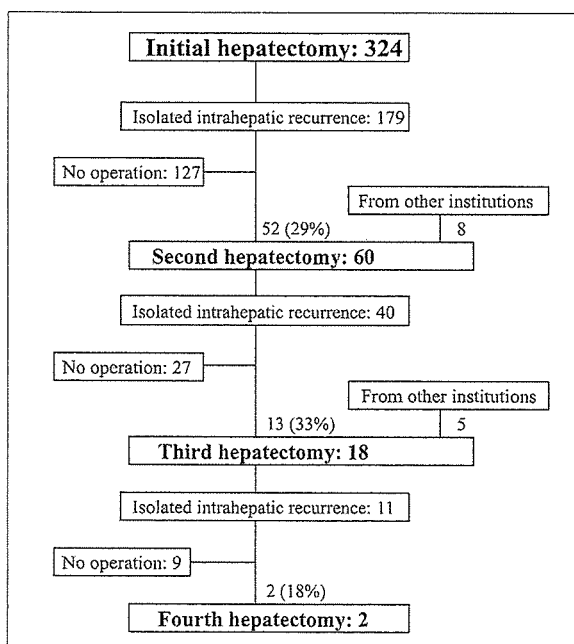 Initial hepatectomy: 324
Isolated intrahepatic recurrence: 179
No operation: 127
From other institutions
52 (29%)
8
Second hepatectomy: 60
Isolated intrahepatic recurrence: 40
No operation: 27
From other institutions
13 (33%)
5
Third hepatectomy: 18
Isolated intrahepatic recurrence: 11
No operation: 9
2 (18%)
Fourth hepatectomy: 2